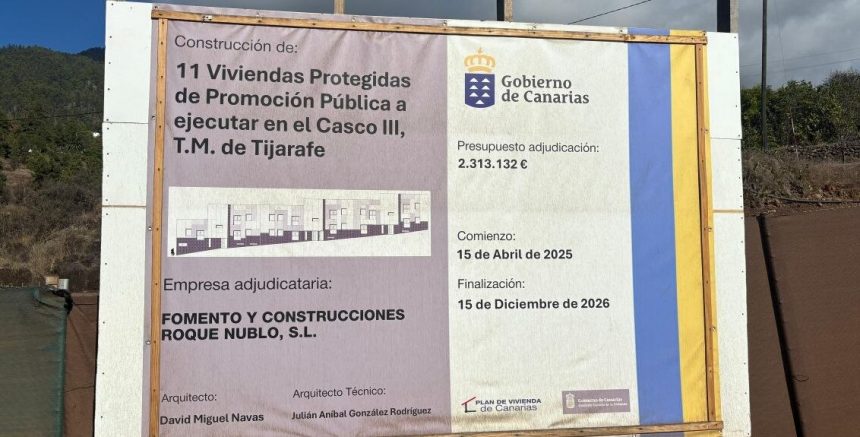 Construcción de:
11 Viviendas Protegidas
de Promoción Pública a
ejecutar en el Casco III,
T.M. de Tijarafe
Empresa adjudicataria:
FOMENTO Y CONSTRUCCIONES
ROQUE NUBLO, S.L.
Arquitecto:
David Miguel Navas
Arquitecto Técnico:
Julián Aníbal González Rodríguez
Gobierno
de Canarias
Presupuesto adjudicación:
2.313.132 €
Comienzo:
15 de Abril de 2025
Finalización:
15 de Diciembre de 2026
PLAN DE VIVIENDA
de Canarias
Gobierno de Canarias